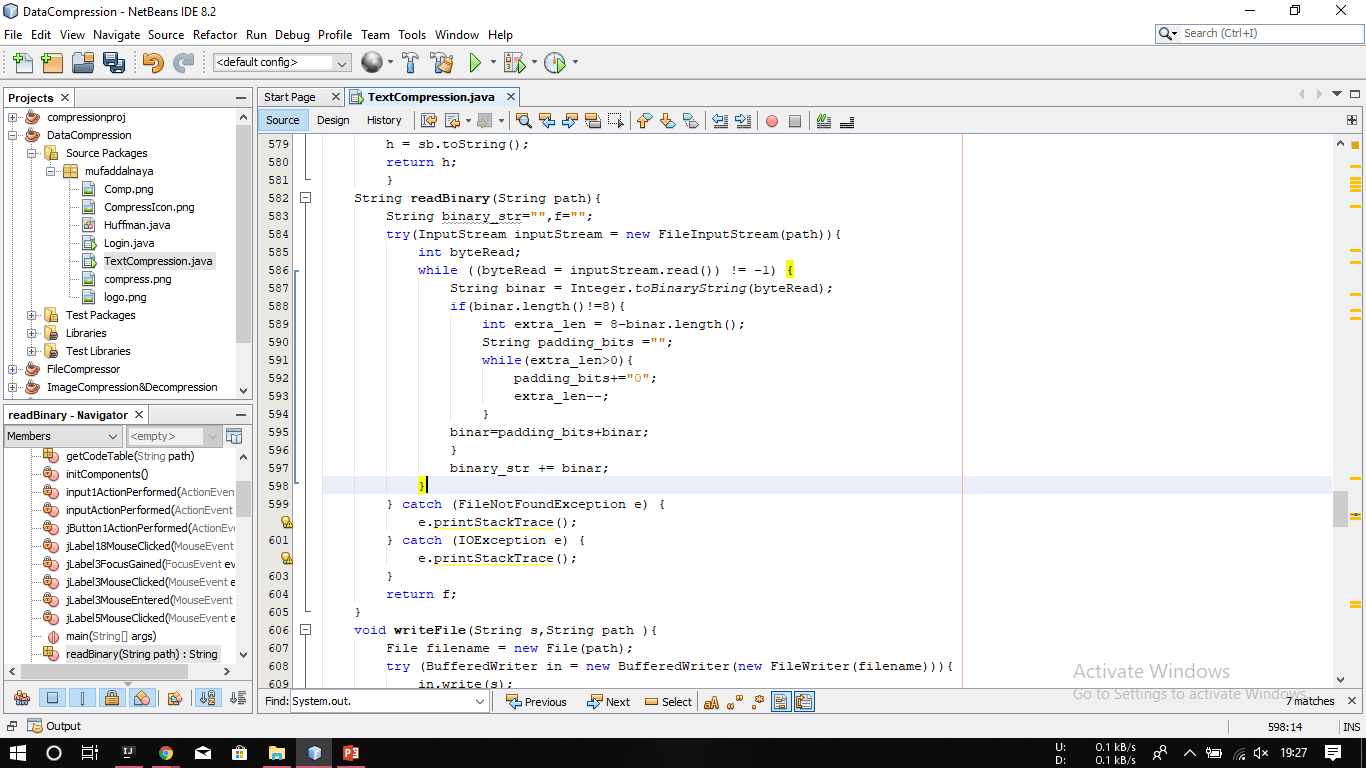 DataCompression - NetBeans IDE 8.2
File Edit View Navigate Source Refactor Run Debug Profile Team Tools Window Help
Search (Ctrl+I)
<default config>
Projects
compressionproj
DataCompression
Source Packages
mufaddalnaya
Comp.png
CompressIcon.png
Huffman.java
Login.java
TextCompression.java
compress.png
logo.png
Test Packages
Libraries
Test Libraries
FileCompressor
ImageCompression&Decompression
readBinary - Navigator
Members <empty>
getCodeTable(String path)
initComponents()
input1ActionPerformed(ActionEven
inputActionPerformed(ActionEvent
jButton1ActionPerformed(ActionEv
jLabel18MouseClicked(MouseEvent
jLabel3FocusGained(FocusEvent ev
jLabel3MouseClicked(MouseEvent e
jLabel3MouseEntered(MouseEvent
jLabel5MouseClicked(MouseEvent e
main(String[] args)
readBinary(String path) : String
Start Page TextCompression.java
Source Design History
579 h = sb.toString();
580 return h;
581 }
582 String readBinary(String path){
583 String binary_str="",f="";
584 try(InputStream inputStream = new FileInputStream(path)){
585 int byteRead;
586 while ((byteRead = inputStream.read()) != -1) {
587 String binar = Integer.toBinaryString(byteRead);
588 if(binar.length()!=8){
589 int extra_len = 8-binar.length();
590 String padding_bits ="";
591 while(extra_len>0){
592 padding_bits+="0";
593 extra_len--;
594 }
595 binar=padding_bits+binar;
596 }
597 binary_str += binar;
598 }
599 } catch (FileNotFoundException e) {
e.printStackTrace();
601 } catch (IOException e) {
e.printStackTrace();
603 }
604 return f;
605 }
606 void writeFile(String s,String path ){
607 File filename = new File(path);
608 try (BufferedWriter in = new BufferedWriter(new FileWriter(filename))){
609 in.write(s);
Activate Windows
Go to Settings to activate Windows.
Find: System.out. Previous Next Select 7 matches
Output
598:14 INS
U: 0.1 kB/s
D: 0.1 kB/s
19:27